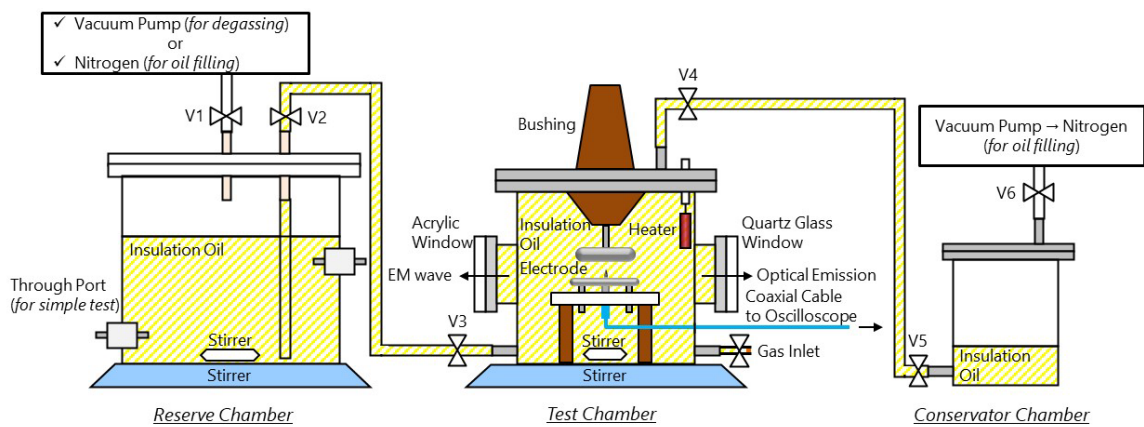 ✓ Vacuum Pump (for degassing)
or
✓ Nitrogen (for oil filling)
V1
V2
Insulation Oil
Through Port
(for simple test)
Stirrer
Stirrer
Reserve Chamber
V3
Bushing
V4
Acrylic
Window
Insulation
Oil
Heater
Quartz Glass
Window
EM wave
Electrode
Optical Emission
Coaxial Cable
to Oscilloscope
Stirrer
Gas Inlet
Stirrer
Test Chamber
Vacuum Pump → Nitrogen
(for oil filling)
V6
V5
Insulation
Oil
Conservator Chamber